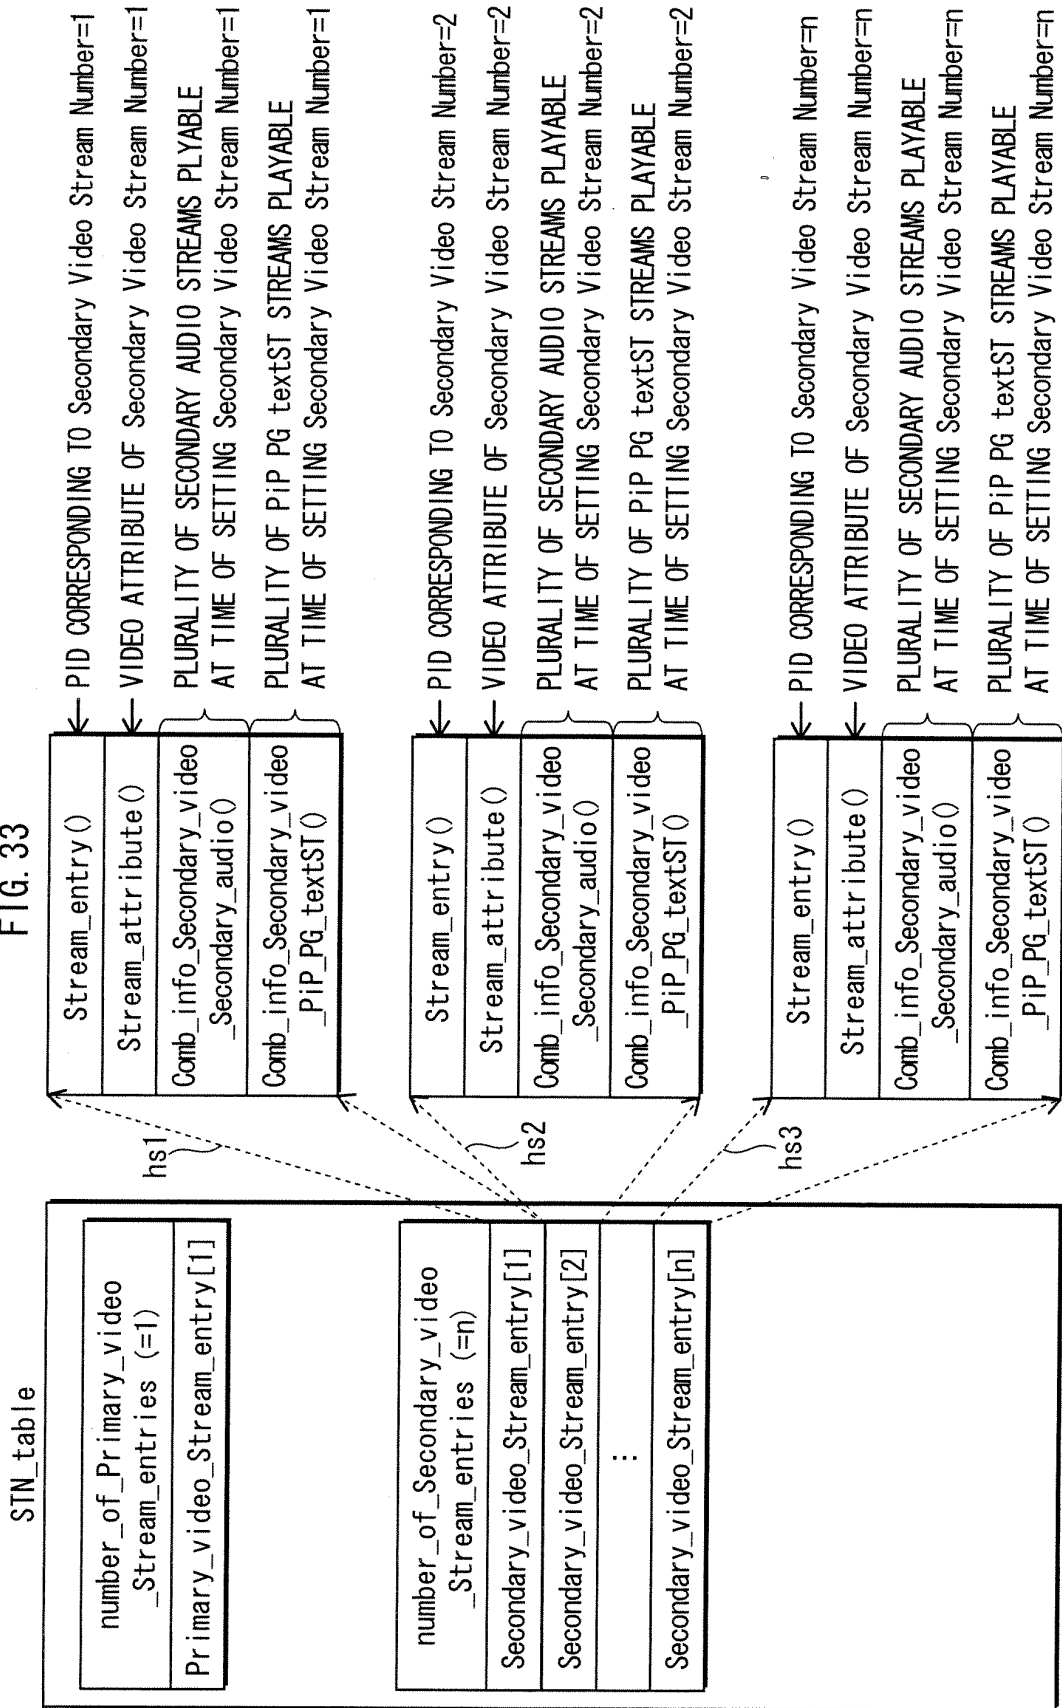 FIG. 33
STN_table
number_of_Primary_video
_Stream_entries (=1)
Primary_video_Stream_entry[1]
number_of_Secondary_video
_Stream_entries (=n)
Secondary_video_Stream_entry[1]
Secondary_video_Stream_entry[2]
⋮
Secondary_video_Stream_entry[n]
hs1
Stream_entry()
Stream_attribute()
Comb_info_Secondary_video
_Secondary_audio()
Comb_info_Secondary_video
_PiP_PG_textST()
PID CORRESPONDING TO Secondary Video Stream Number=1
VIDEO ATTRIBUTE OF Secondary Video Stream Number=1
PLURALITY OF SECONDARY AUDIO STREAMS PLYABLE
AT TIME OF SETTING Secondary Video Stream Number=1
PLURALITY OF PiP PG textST STREAMS PLAYABLE
AT TIME OF SETTING Secondary Video Stream Number=1
hs2
Stream_entry()
Stream_attribute()
Comb_info_Secondary_video
_Secondary_audio()
Comb_info_Secondary_video
_PiP_PG_textST()
PID CORRESPONDING TO Secondary Video Stream Number=2
VIDEO ATTRIBUTE OF Secondary Video Stream Number=2
PLURALITY OF SECONDARY AUDIO STREAMS PLAYABLE
AT TIME OF SETTING Secondary Video Stream Number=2
PLURALITY OF PiP PG textST STREAMS PLAYABLE
AT TIME OF SETTING Secondary Video Stream Number=2
hs3
Stream_entry()
Stream_attribute()
Comb_info_Secondary_video
_Secondary_audio()
Comb_info_Secondary_video
_PiP_PG_textST()
PID CORRESPONDING TO Secondary Video Stream Number=n
VIDEO ATTRIBUTE OF Secondary Video Stream Number=n
PLURALITY OF SECONDARY AUDIO STREAMS PLAYABLE
AT TIME OF SETTING Secondary Video Stream Number=n
PLURALITY OF PiP PG textST STREAMS PLAYABLE
AT TIME OF SETTING Secondary Video Stream Number=n